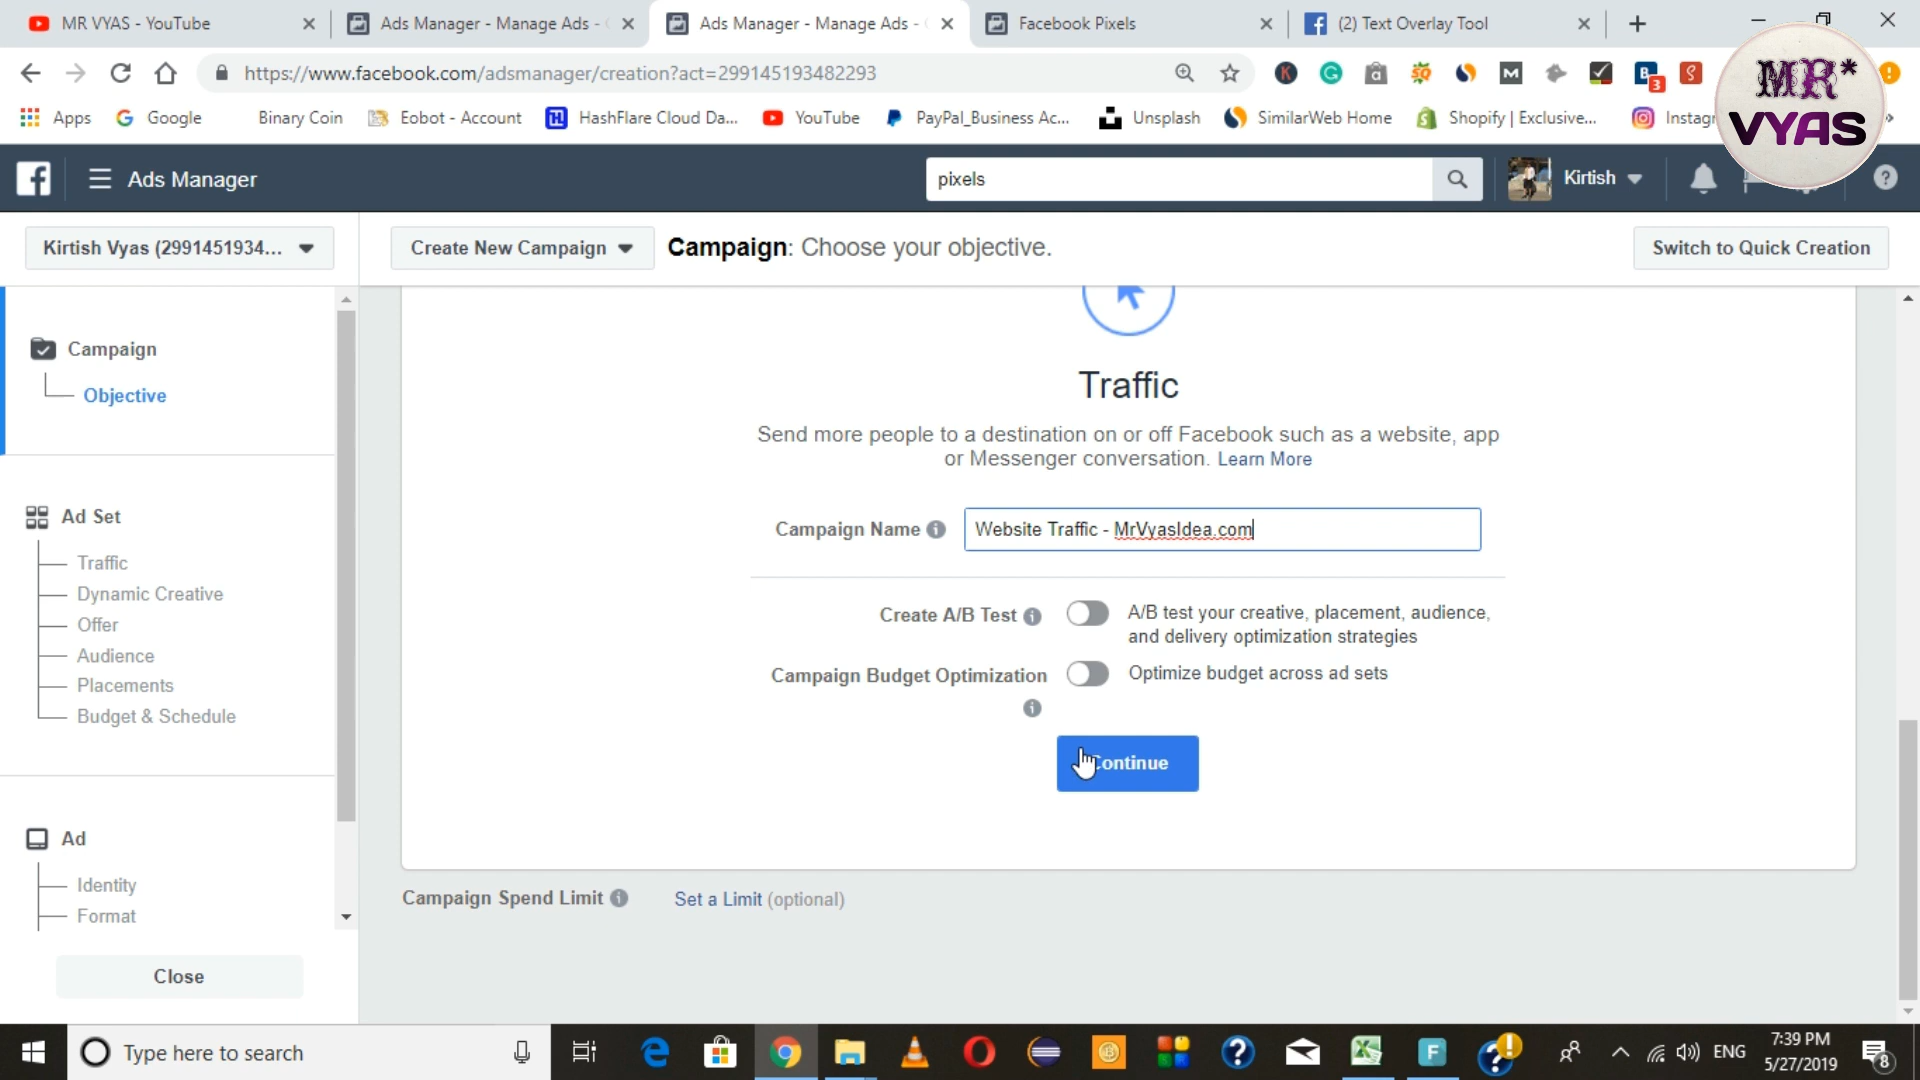 MR VYAS - YouTube
Ads Manager - Manage Ads -
Ads Manager - Manage Ads -
Facebook Pixels
(2) Text Overlay Tool
https://www.facebook.com/adsmanager/creation?act=299145193482293
Apps
Google
Binary Coin
Eobot - Account
HashFlare Cloud Da...
YouTube
PayPal_Business Ac...
Unsplash
SimilarWeb Home
Shopify | Exclusive...
Instagr
MR*
VYAS
Ads Manager
pixels
Kirtish
Kirtish Vyas (2991451934...
Create New Campaign
Campaign: Choose your objective.
Switch to Quick Creation
Campaign
Objective
Ad Set
Traffic
Dynamic Creative
Offer
Audience
Placements
Budget & Schedule
Ad
Identity
Format
Close
Traffic
Send more people to a destination on or off Facebook such as a website, app
or Messenger conversation. Learn More
Campaign Name
Website Traffic - MrVyasIdea.com
Create A/B Test
A/B test your creative, placement, audience,
and delivery optimization strategies
Campaign Budget Optimization
Optimize budget across ad sets
Continue
Campaign Spend Limit
Set a Limit (optional)
Type here to search
ENG
7:39 PM
5/27/2019
8